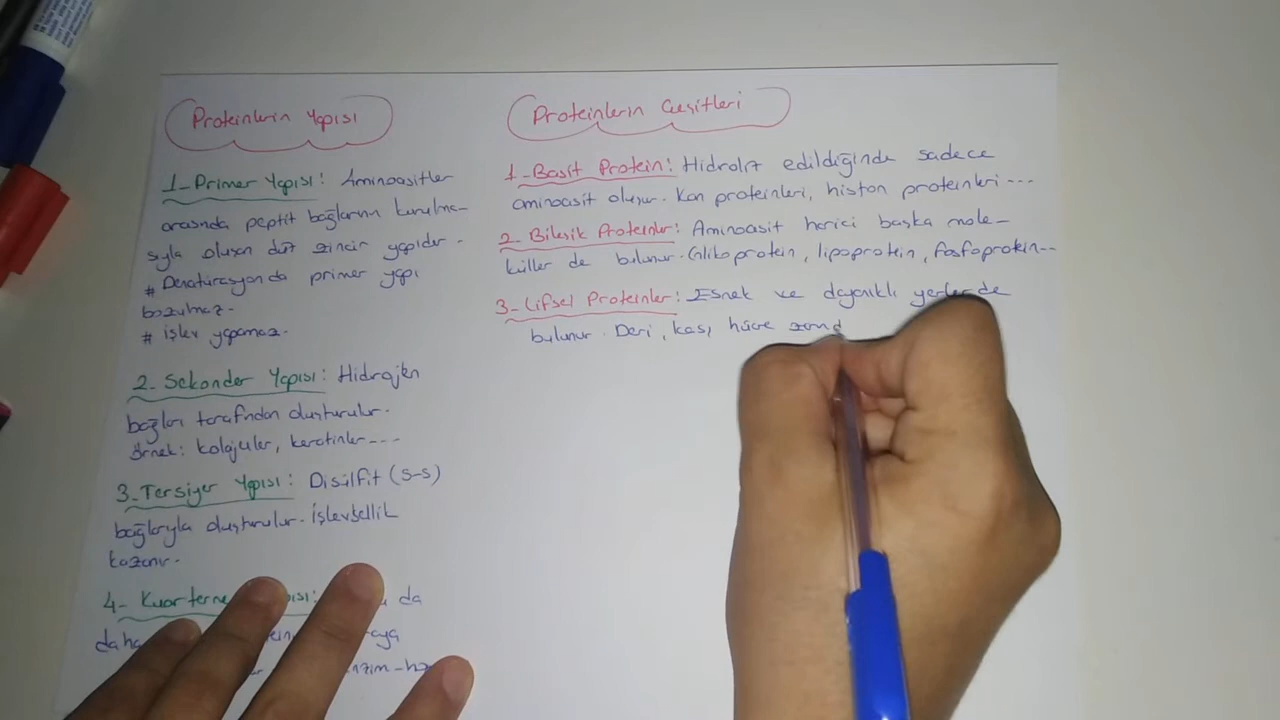 Proteinlerin Yapısı
1-Primer Yapısı: Aminoasitler
arasında peptit bağlarının kurulma-
sıyla oluşan düz zincir yapıdır.
# Denatürasyonda primer yapı
bozulmaz.
# işlev yapamaz.
2- Sekonder Yapısı: Hidrojen
bağları tarafından oluşturulur.
Örnek: kolajenler, keratinler---
3-Tersiyer Yapısı: Disülfit (s-s)
bağlarıyla oluşturulur. İşlevsellik
kazanır.
4- da
daha
Proteinlerin Çeşitleri
1-Basit Protein: Hidroliz edildiğinde sadece
aminoasit oluşur. Kan proteinleri, histon proteinleri---
2- Bileşik Proteinler: Aminoasit harici başka mole-
küller de bulunur. Glikoprotein, lipoprotein, fosfoprotein--
3-Lifsel Proteinler: Esnek ve dayanıklı yerlerde
bulunur. Deri, kas, hücre